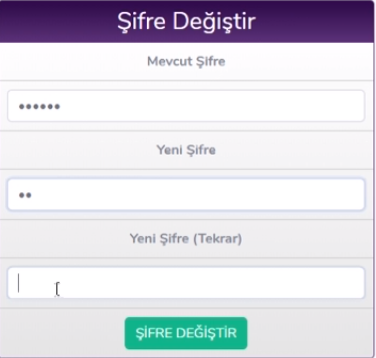 Şifre Değiştir
Mevcut Şifre
••••••
Yeni Şifre
••
Yeni Şifre (Tekrar)
ŞİFRE DEĞİŞTİR